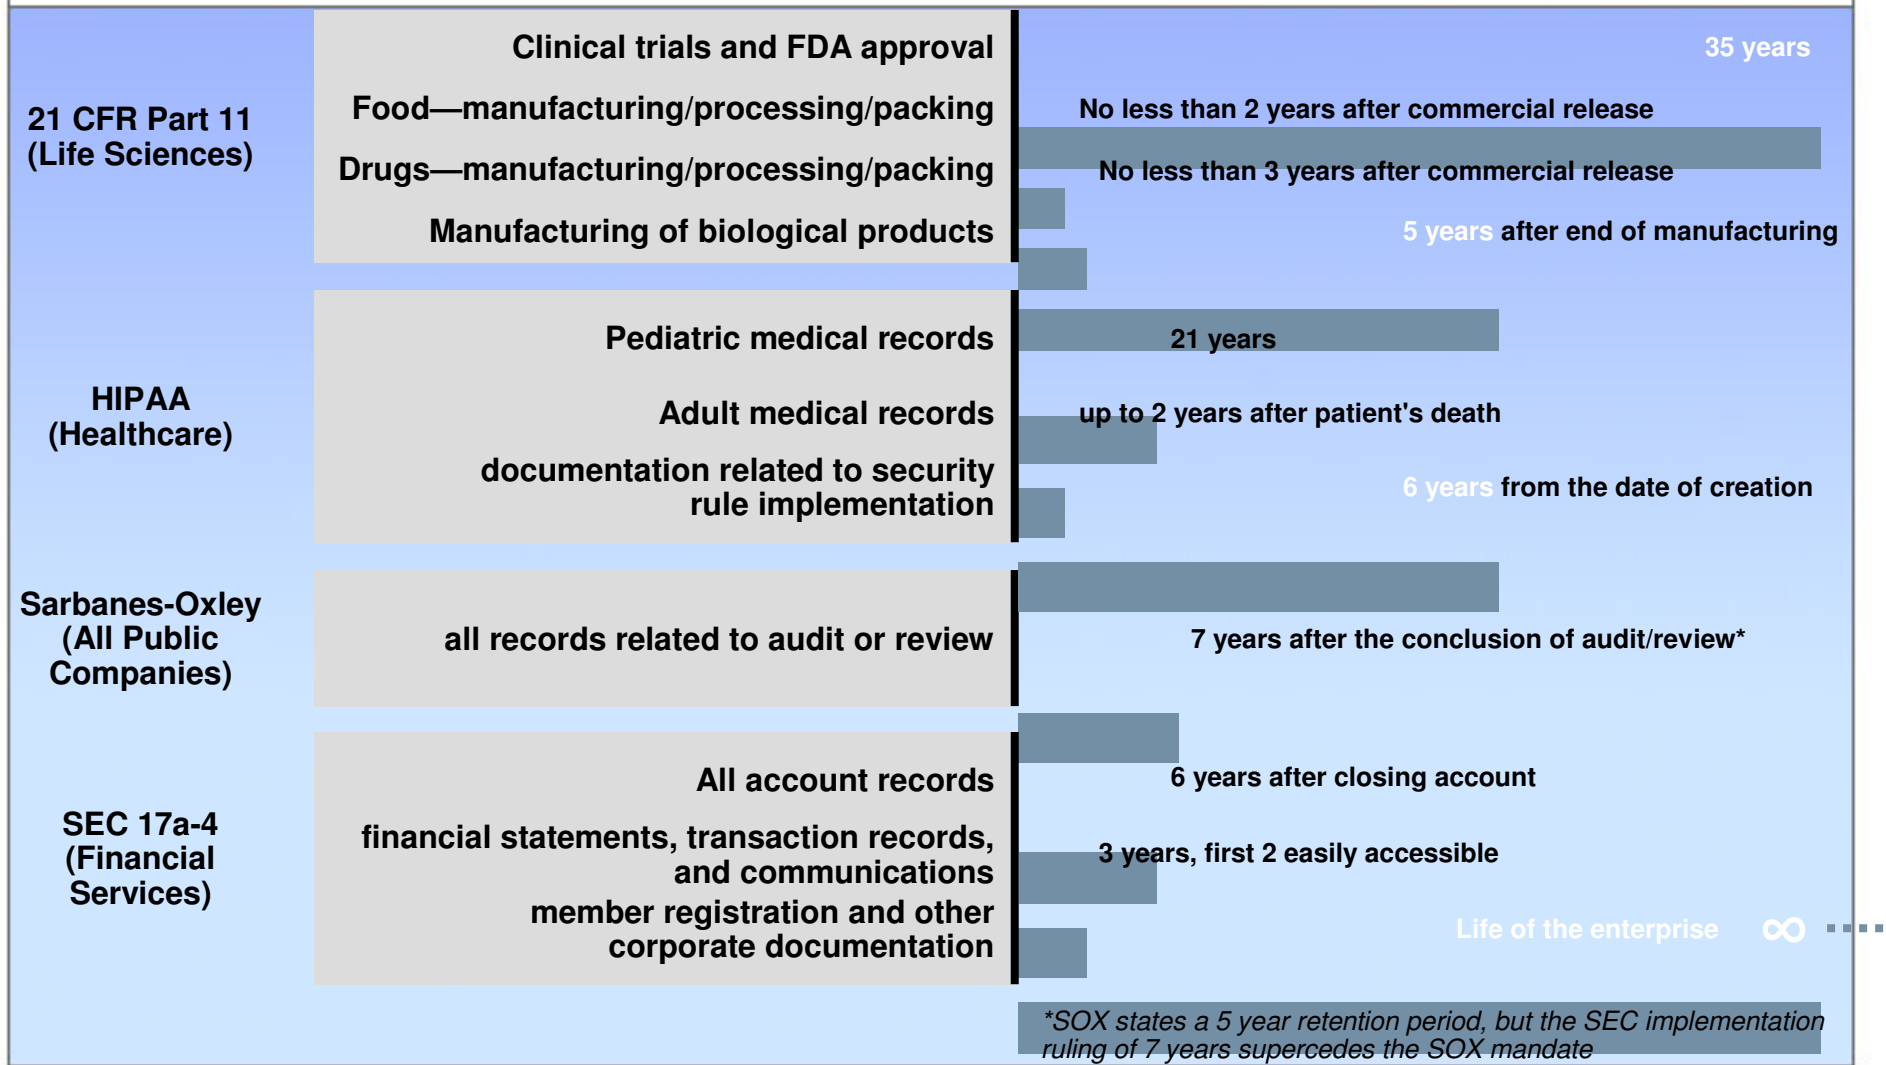 21 CFR Part 11
(Life Sciences)
Clinical trials and FDA approval
35 years
Food—manufacturing/processing/packing
No less than 2 years after commercial release
Drugs—manufacturing/processing/packing
No less than 3 years after commercial release
Manufacturing of biological products
5 years after end of manufacturing
HIPAA
(Healthcare)
Pediatric medical records
21 years
Adult medical records
up to 2 years after patient's death
documentation related to security
rule implementation
6 years from the date of creation
Sarbanes-Oxley
(All Public
Companies)
all records related to audit or review
7 years after the conclusion of audit/review*
SEC 17a-4
(Financial
Services)
All account records
6 years after closing account
financial statements, transaction records,
and communications
3 years, first 2 easily accessible
member registration and other
corporate documentation
Life of the enterprise ∞
*SOX states a 5 year retention period, but the SEC implementation
ruling of 7 years supercedes the SOX mandate